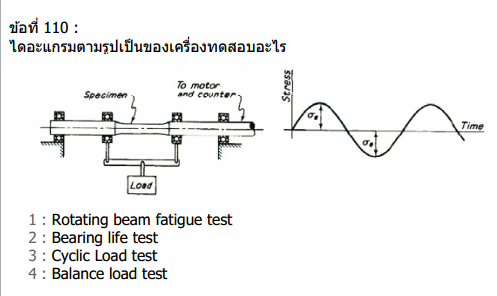 ข้อที่ 110 :
ไดอะแกรมตามรูปเป็นของเครื่องทดสอบอะไร
Specimen
To motor
and counter
Load
Stress
σe
σe
Time
1 : Rotating beam fatigue test
2 : Bearing life test
3 : Cyclic Load test
4 : Balance load test